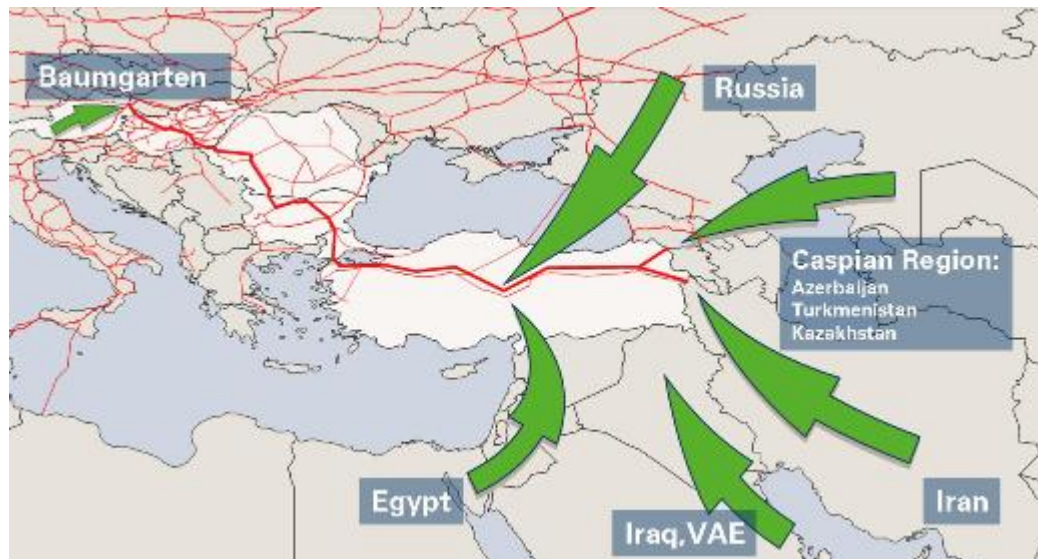 Baumgarten
Russia
Caspian Region:
Azerbaijan
Turkmenistan
Kazakhstan
Egypt
Iraq,VAE
Iran